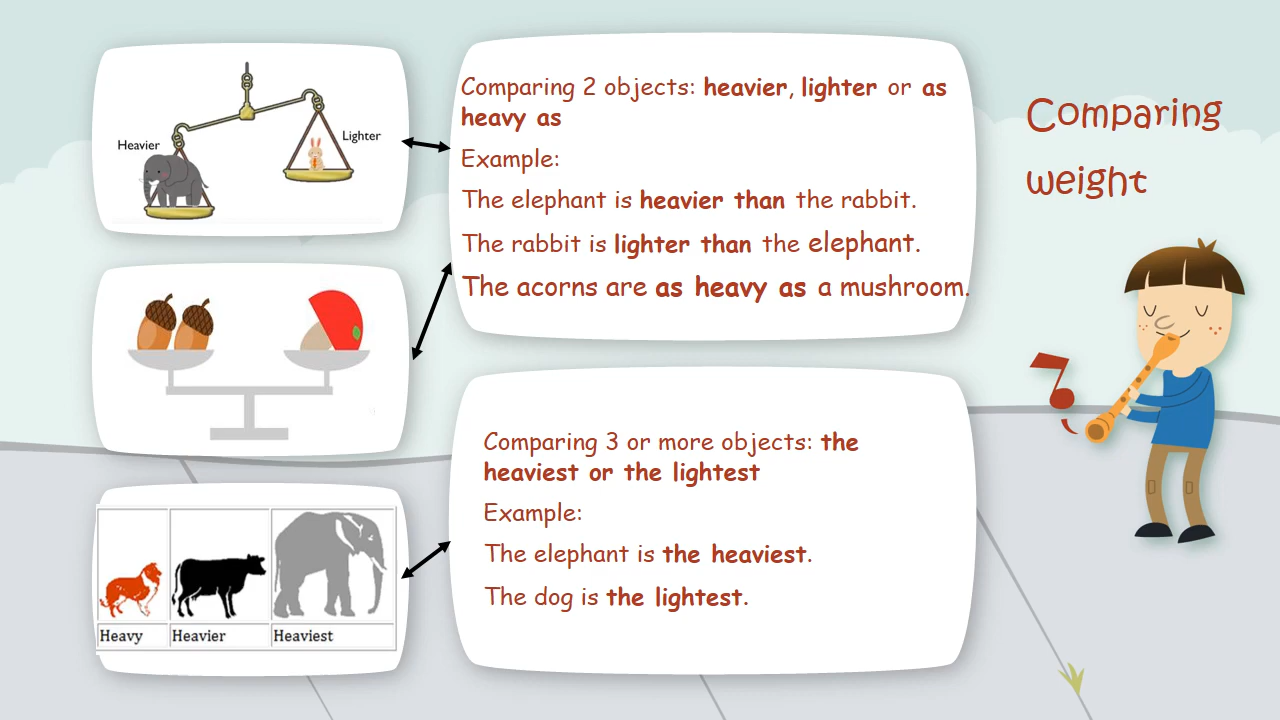 Heavier
Lighter
Comparing 2 objects: heavier, lighter or as
heavy as
Example:
The elephant is heavier than the rabbit.
The rabbit is lighter than the elephant.
The acorns are as heavy as a mushroom.
Comparing
weight
Comparing 3 or more objects: the
heaviest or the lightest
Example:
The elephant is the heaviest.
The dog is the lightest.
Heavy
Heavier
Heaviest